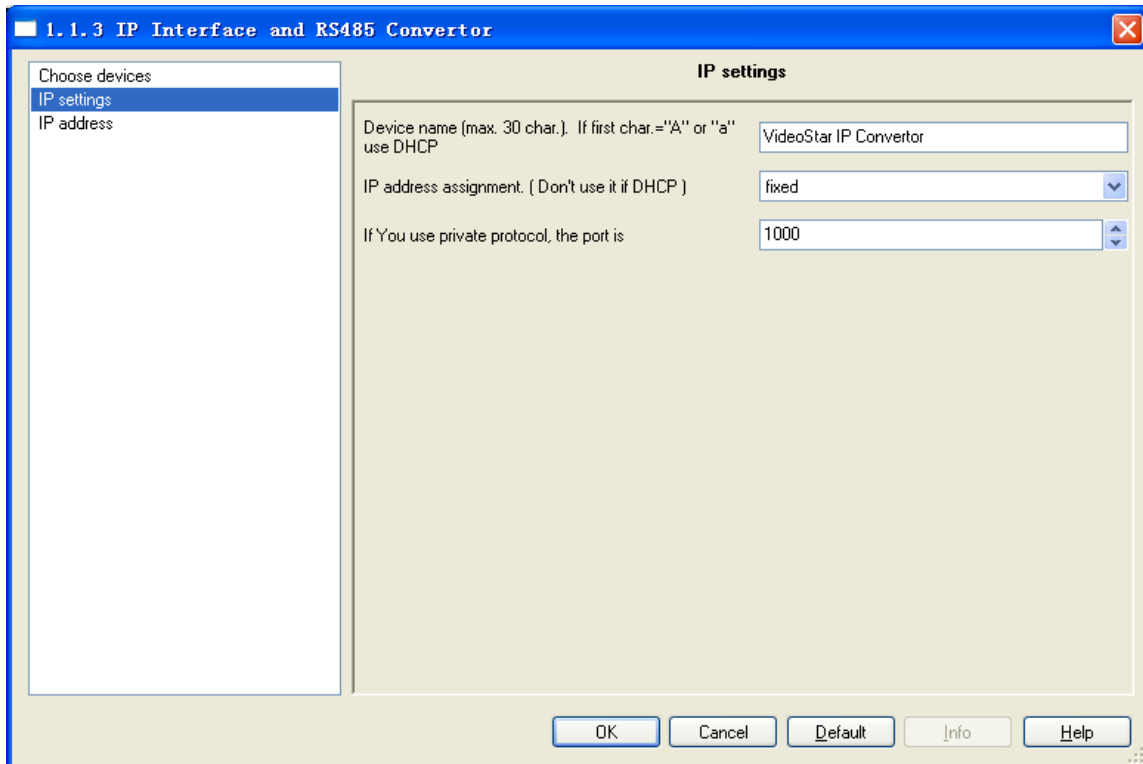 1.1.3 IP Interface and RS485 Convertor
Choose devices
IP settings
IP address
IP settings
Device name (max. 30 char.). If first char.="A" or "a"
use DHCP
VideoStar IP Convertor
IP address assignment. ( Don't use it if DHCP )
fixed
If You use private protocol, the port is
1000
OK
Cancel
Default
Info
Help